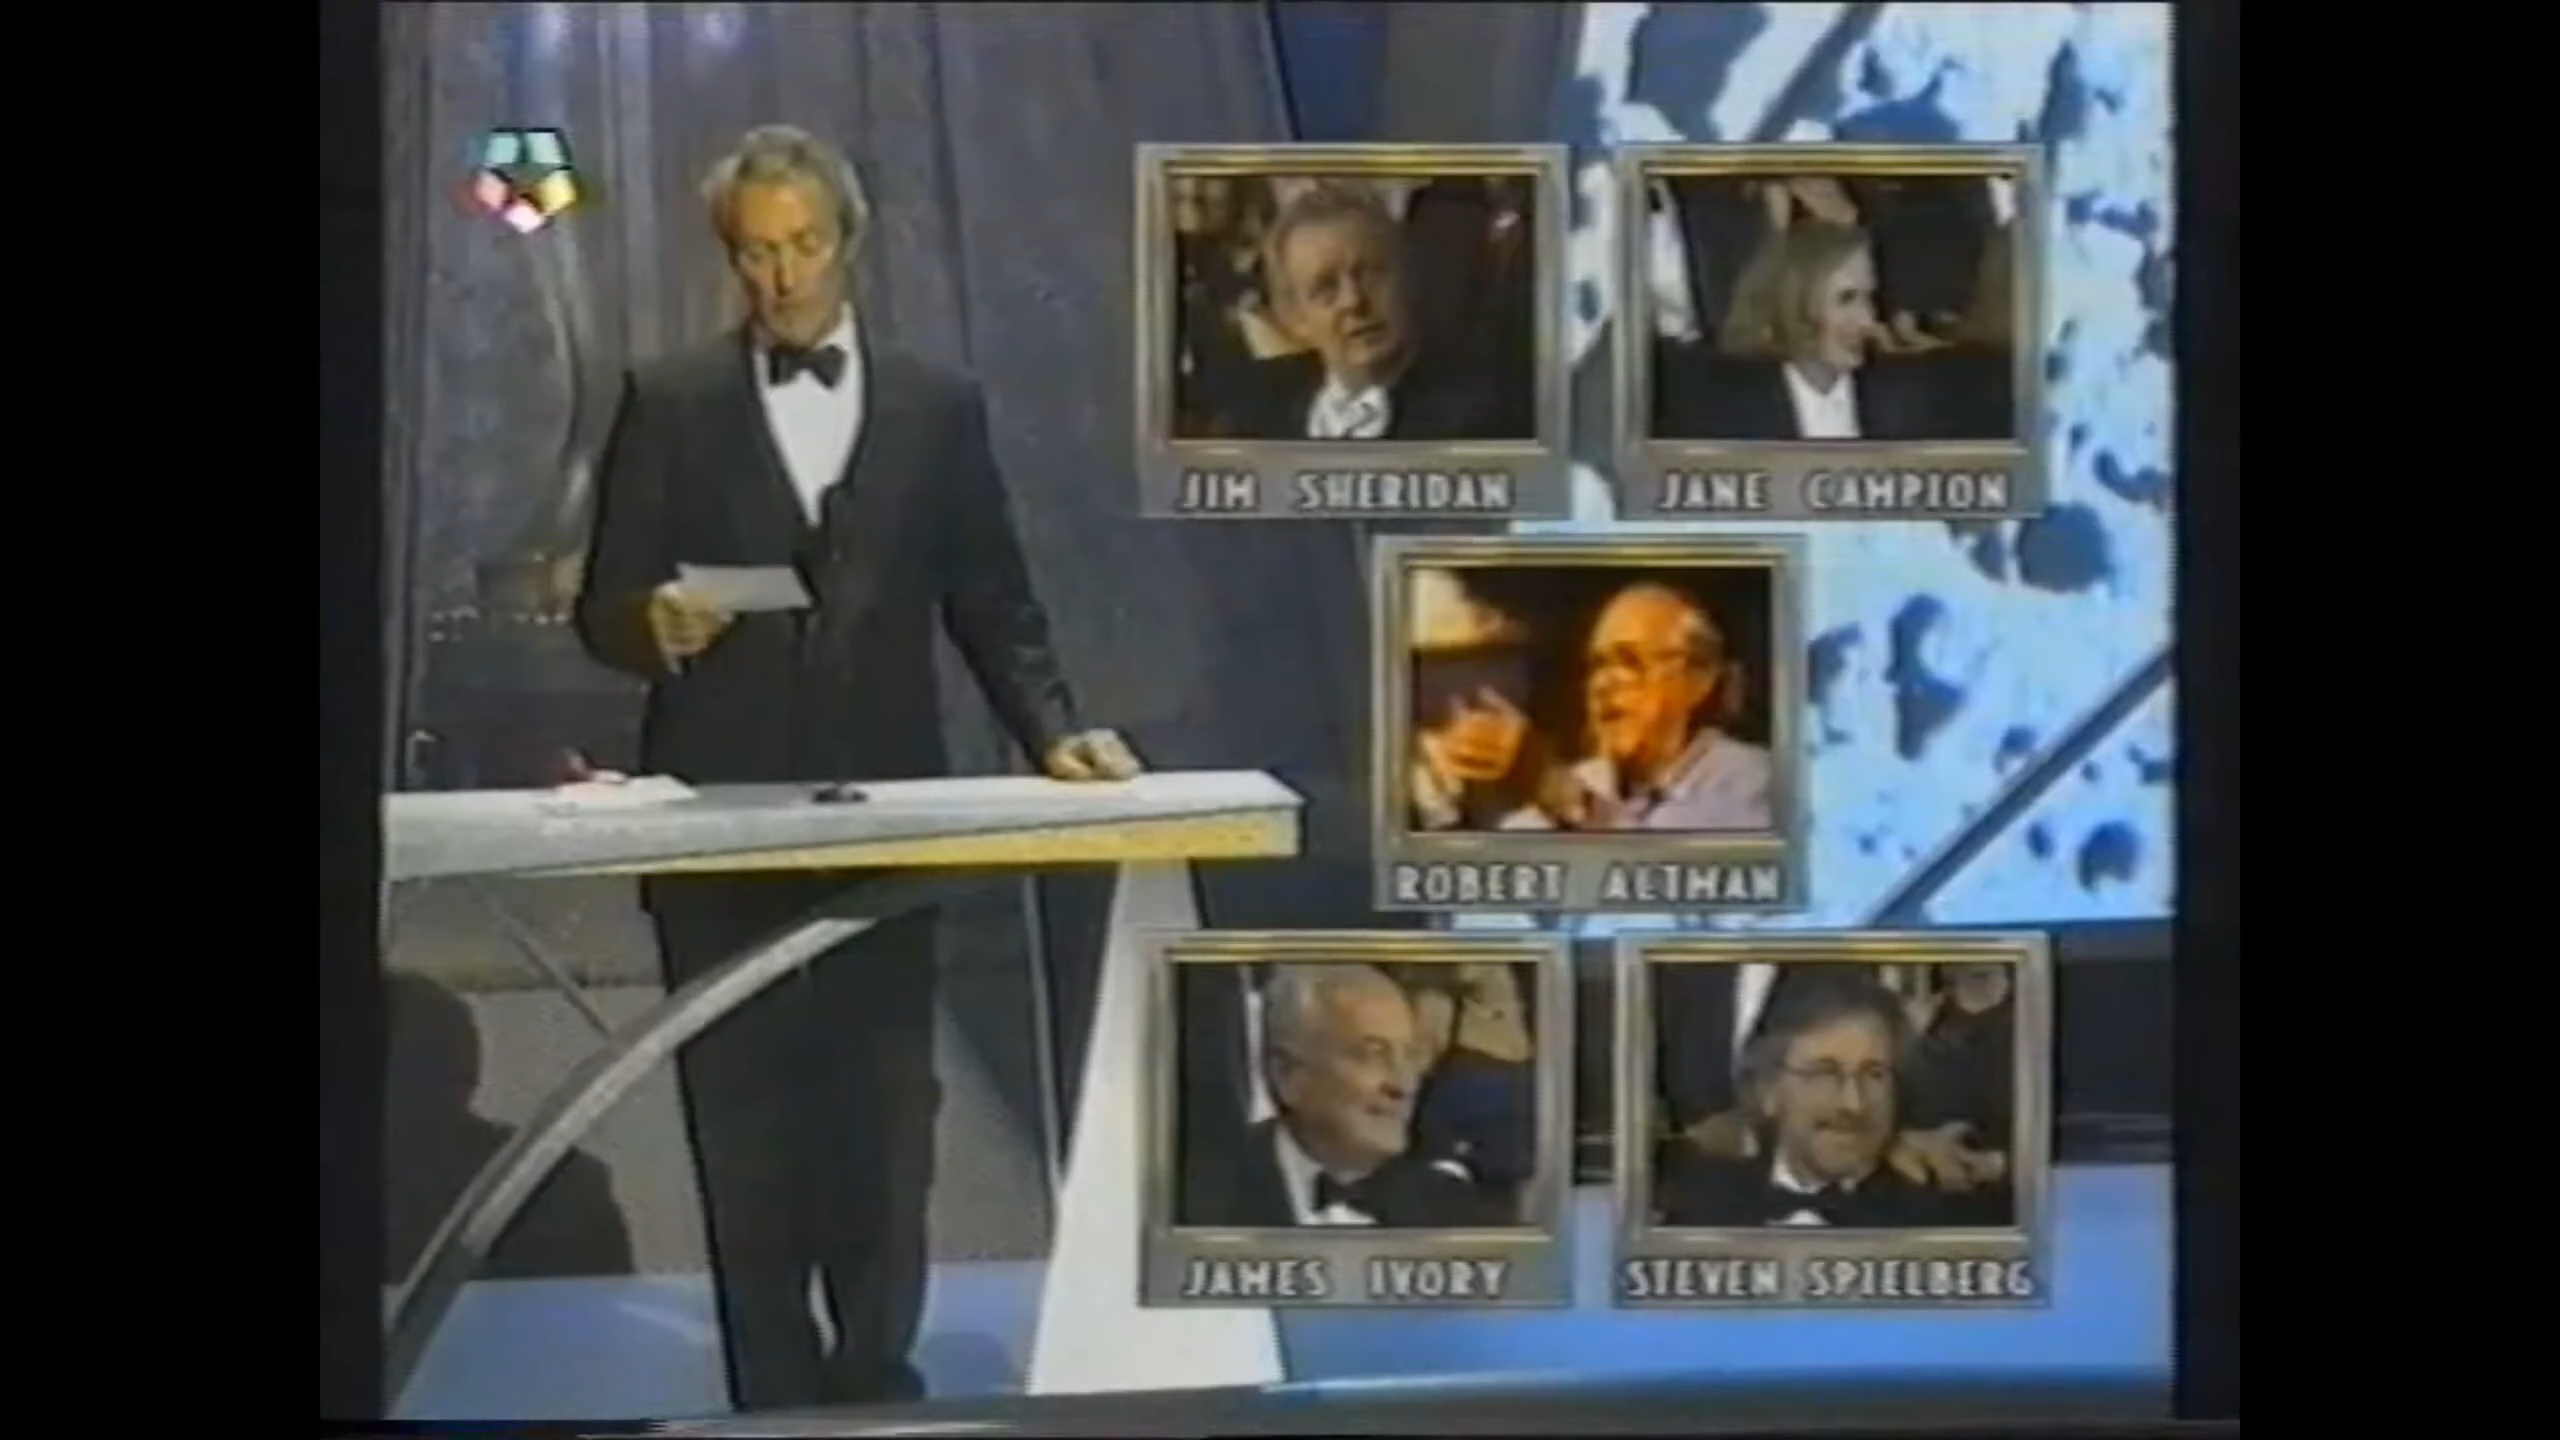 JIM SHERIDAN
JANE CAMPION
ROBERT ALTMAN
JAMES IVORY
STEVEN SPIELBERG